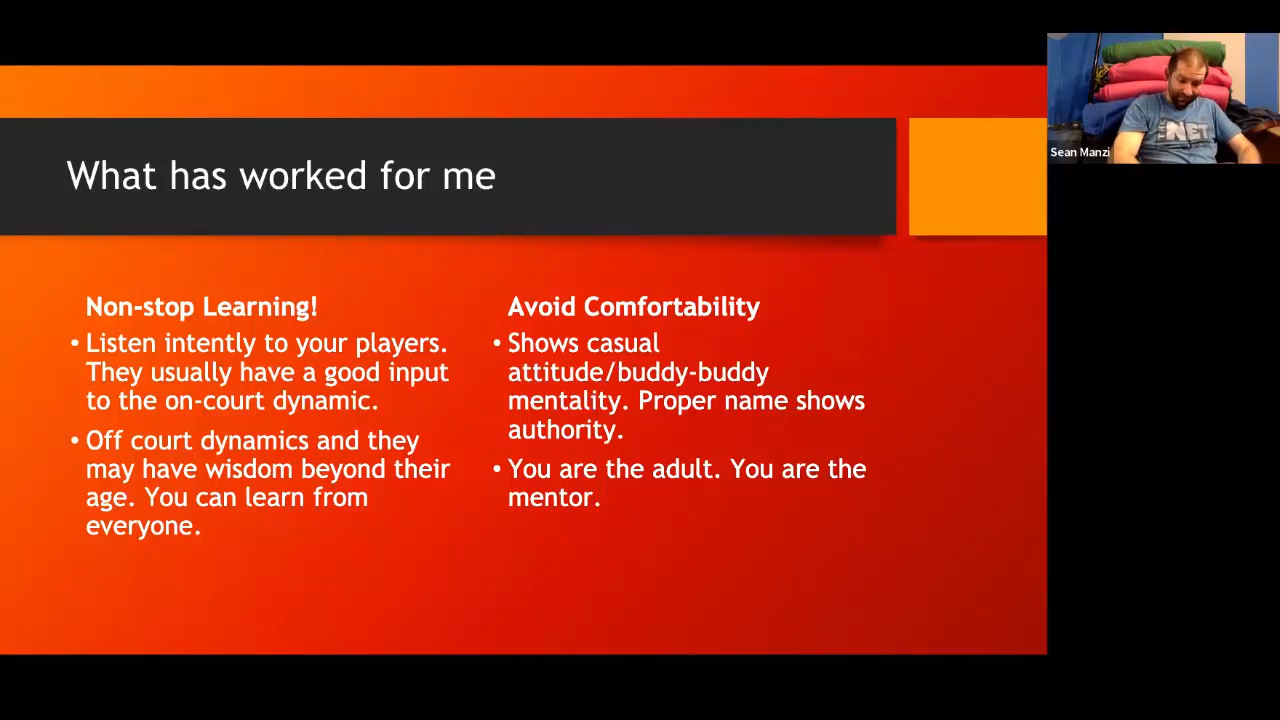 What has worked for me
Non-stop Learning!
• Listen intently to your players.
They usually have a good input
to the on-court dynamic.
• Off court dynamics and they
may have wisdom beyond their
age. You can learn from
everyone.
Avoid Comfortability
• Shows casual
attitude/buddy-buddy
mentality. Proper name shows
authority.
• You are the adult. You are the
mentor.
Sean Manzi
THE NET